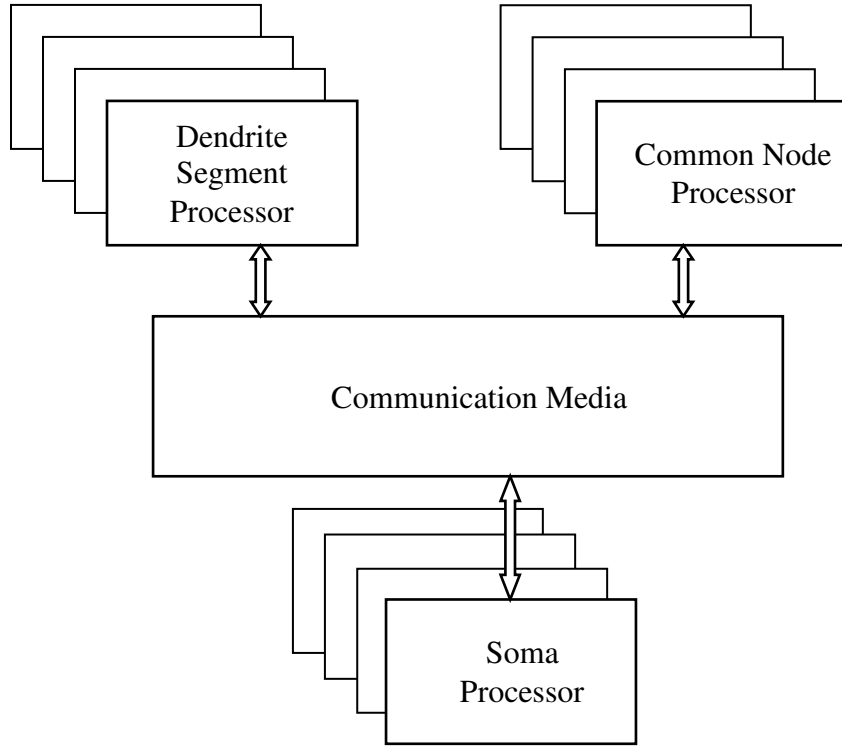 Dendrite
Segment
Processor
Common Node
Processor
Communication Media
Soma
Processor